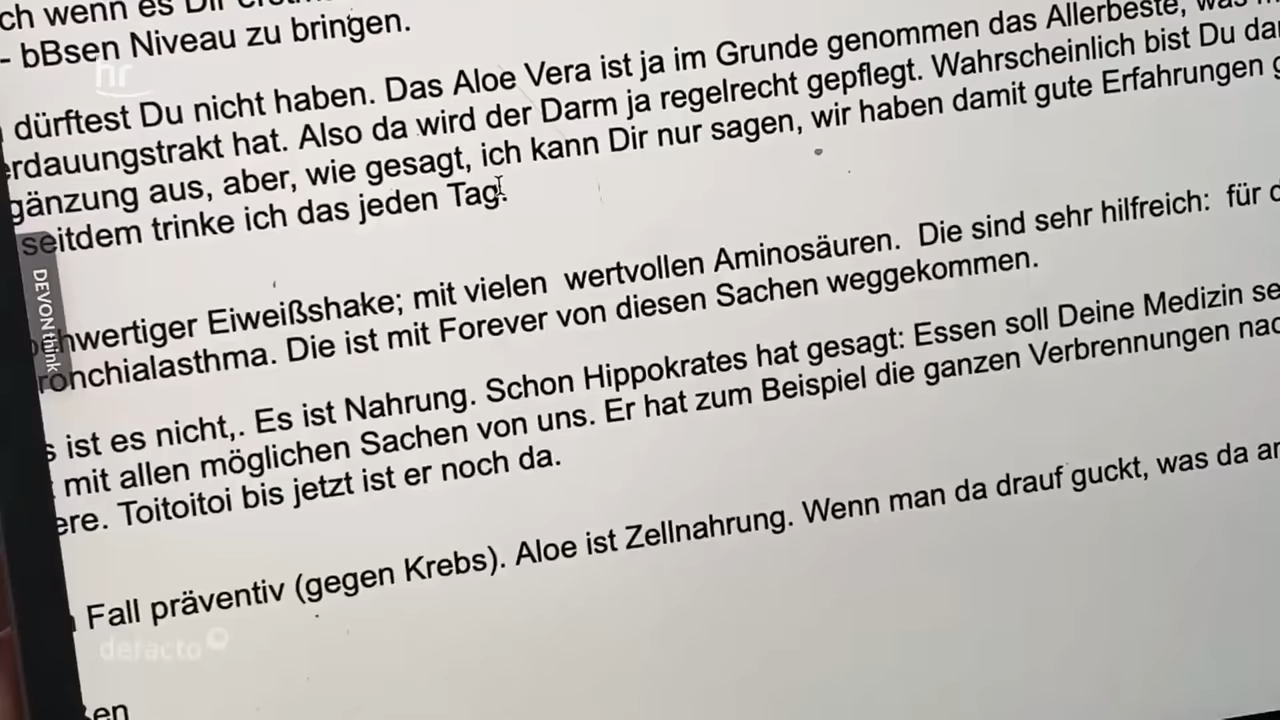 ch wenn es Dir
- bBsen Niveau zu bringen.
hr
dürftest Du nicht haben. Das Aloe Vera ist ja im Grunde genommen das Allerbeste, was
erdauungstrakt hat. Also da wird der Darm ja regelrecht gepflegt. Wahrscheinlich bist Du da
gänzung aus, aber, wie gesagt, ich kann Dir nur sagen, wir haben damit gute Erfahrungen g
seitdem trinke ich das jeden Tag.
DEVONthink
chwertiger Eiweißshake; mit vielen wertvollen Aminosäuren. Die sind sehr hilfreich: für d
ronchialasthma. Die ist mit Forever von diesen Sachen weggekommen.
s ist es nicht,. Es ist Nahrung. Schon Hippokrates hat gesagt: Essen soll Deine Medizin se
mit allen möglichen Sachen von uns. Er hat zum Beispiel die ganzen Verbrennungen nac
ere. Toitoitoi bis jetzt ist er noch da.
Fall präventiv (gegen Krebs). Aloe ist Zellnahrung. Wenn man da drauf guckt, was da an
defacto
en